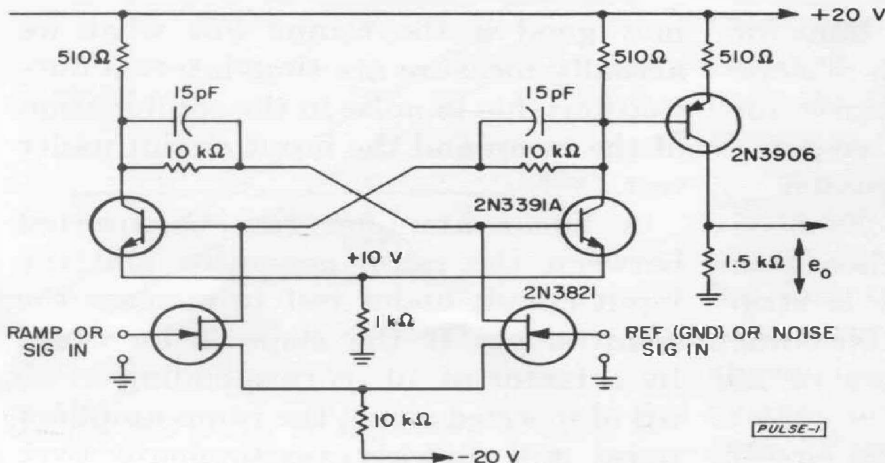 +20 V
510Ω
510Ω
510Ω
15pF
15pF
10 kΩ
10 kΩ
2N3906
2N3391A
+10 V
1.5 kΩ
e₀
2N3821
1 kΩ
RAMP OR
SIG IN
REF (GND) OR NOISE
SIG IN
10 kΩ
PULSE-1
-20 V